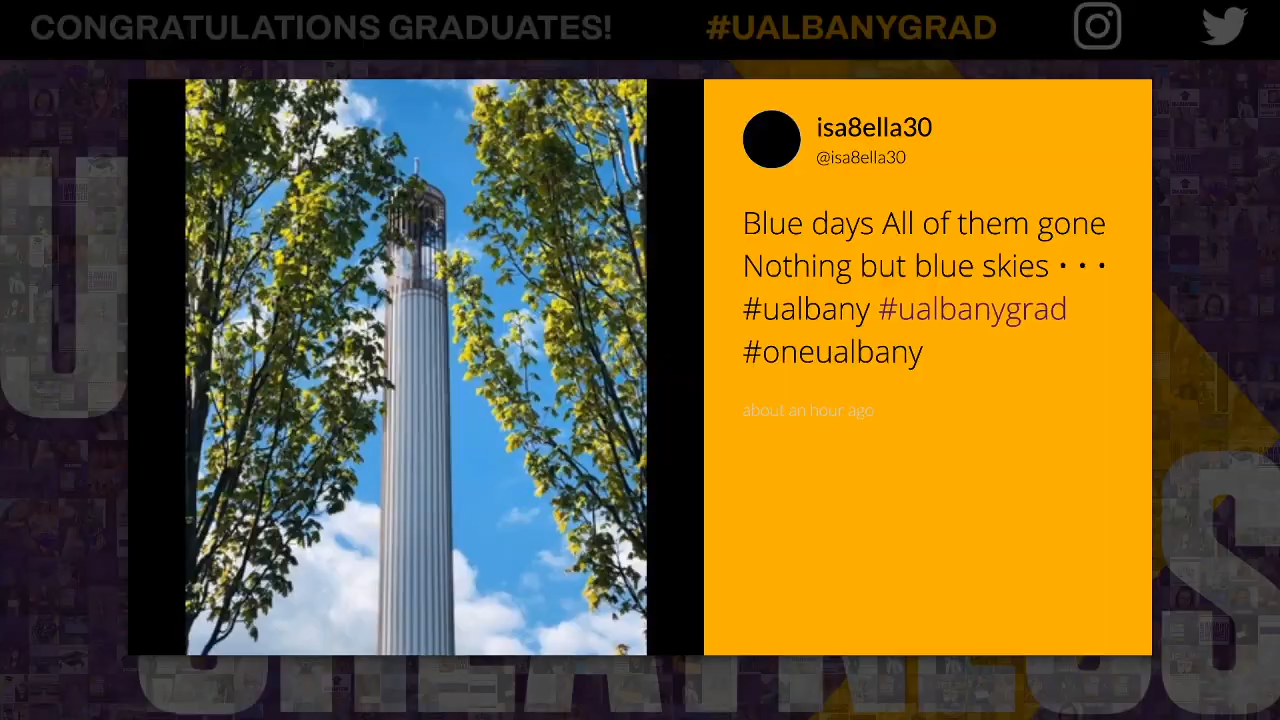 CONGRATULATIONS GRADUATES!
#UALBANYGRAD
isa8ella30
@isa8ella30
Blue days All of them gone
Nothing but blue skies • • •
#ualbany #ualbanygrad
#oneualbany
about an hour ago